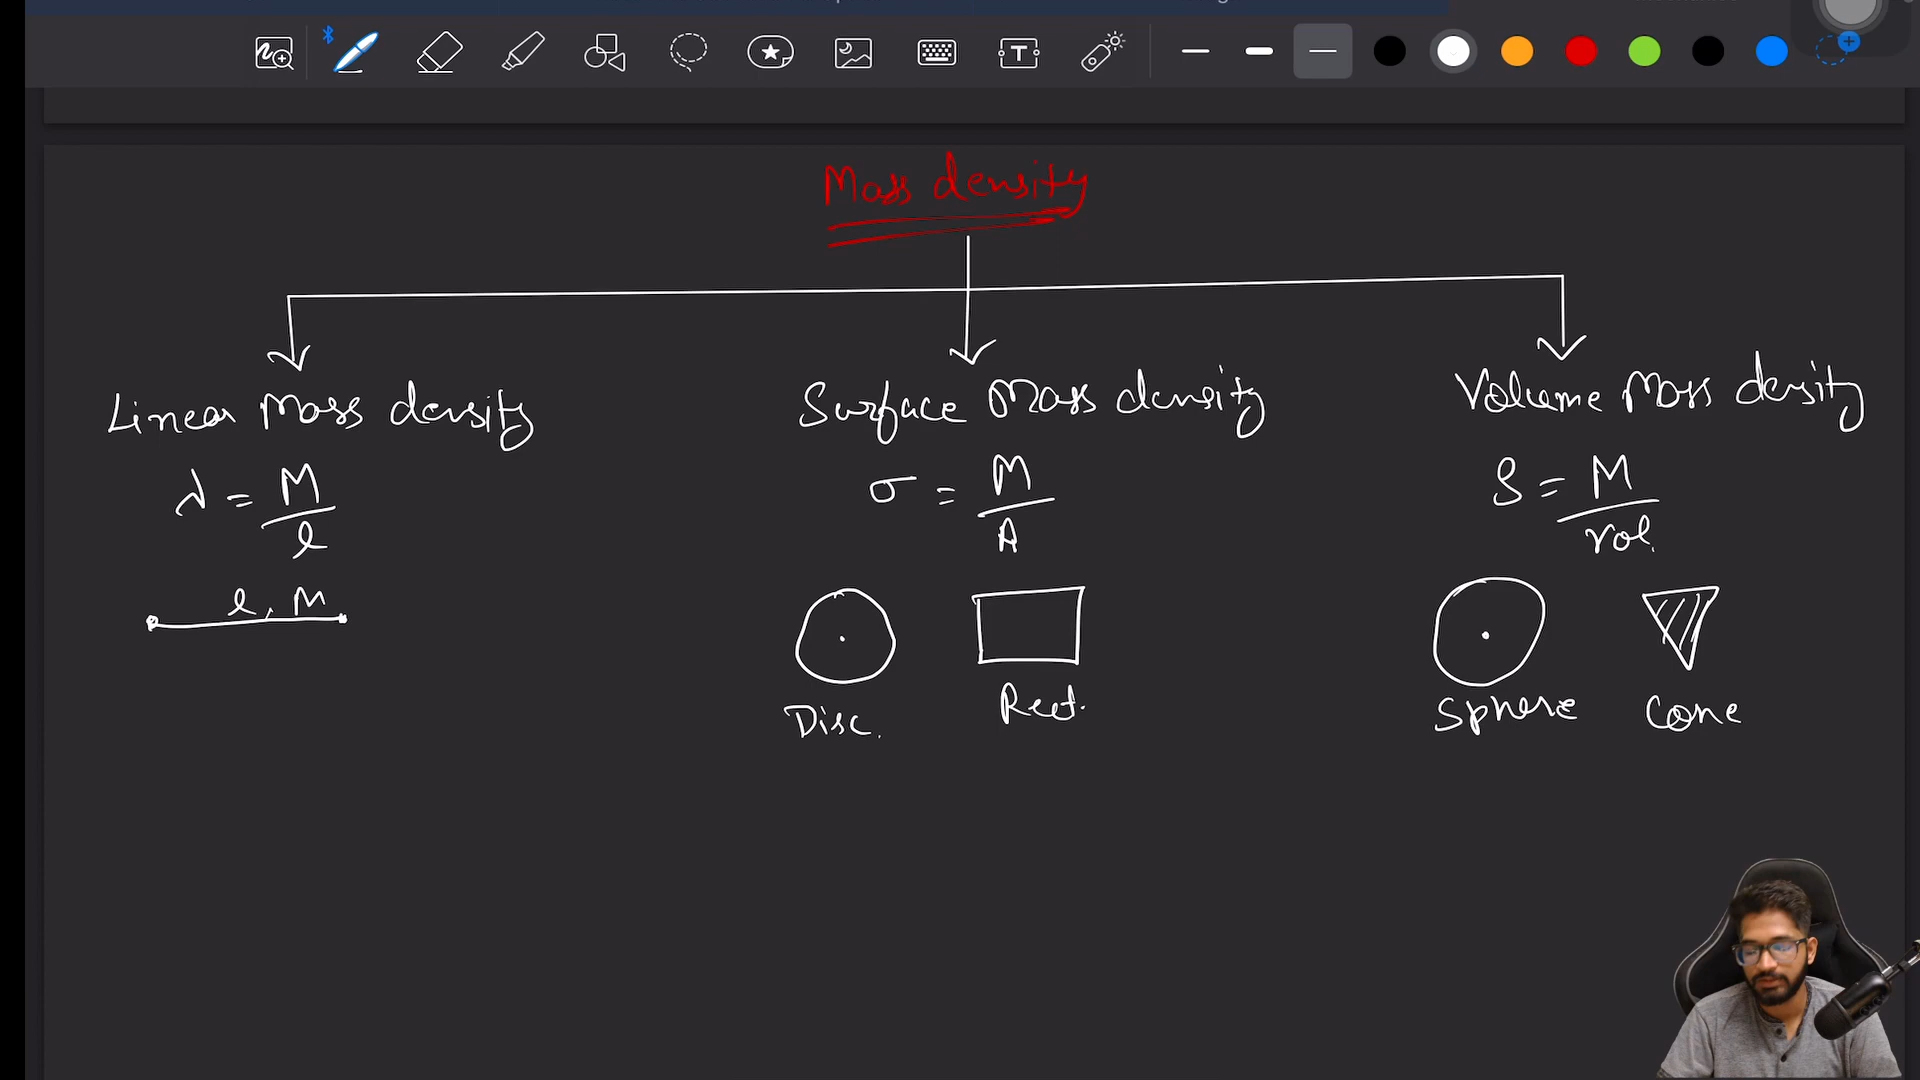 Mass density
Linear Mass density
Surface Mass density
Volume Mass density
λ = M/l
σ = M/A
ρ = M/vol.
l, M
Disc.
Rect.
Sphere
Cone